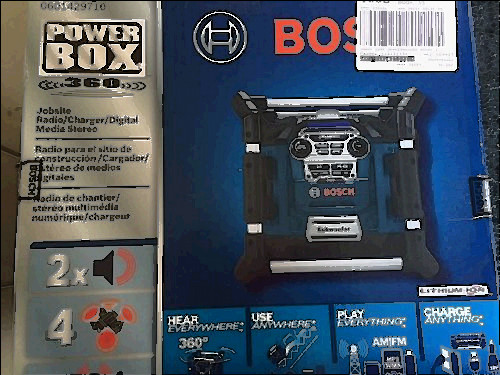 0601429710
POWER
BOX
360
Jobsite
Radio/Charger/Digital
Media Stereo
Radio para el sitio de
construcción /Cargador/
estéreo de medios
digitales
Radio de chantier/
stéréo multimédia
numérique/chargeur
2x
4
BOSCH
BOSCH
Subwoofer
LITHIUM ION
HEAR
EVERYWHERE:
360°
USE
ANYWHERE:
PLAY
EVERYTHING:
AM/FM
CHARGE
ANYTHING: